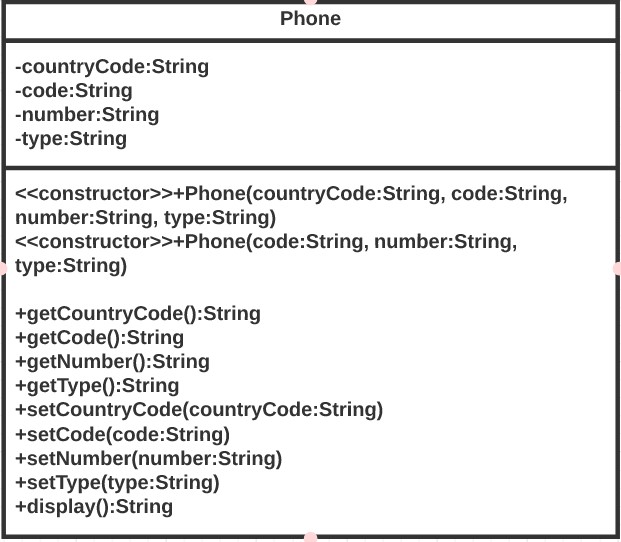 Phone
-countryCode:String
-code:String
-number:String
-type:String
<<constructor>>+Phone(countryCode:String, code:String,
number:String, type:String)
<<constructor>>+Phone(code:String, number:String,
type:String)
+getCountryCode():String
+getCode():String
+getNumber():String
+getType():String
+setCountryCode(countryCode:String)
+setCode(code:String)
+setNumber(number:String)
+setType(type:String)
+display():String